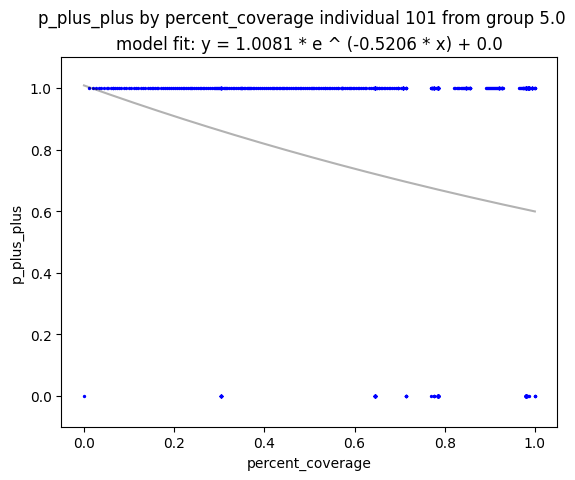 p_plus_plus by percent_coverage individual 101 from group 5.0
model fit: y = 1.0081 * e ^ (-0.5206 * x) + 0.0
1.0
0.8
0.6
0.4
0.2
0.0
p_plus_plus
0.0 0.2 0.4 0.6 0.8 1.0
percent_coverage